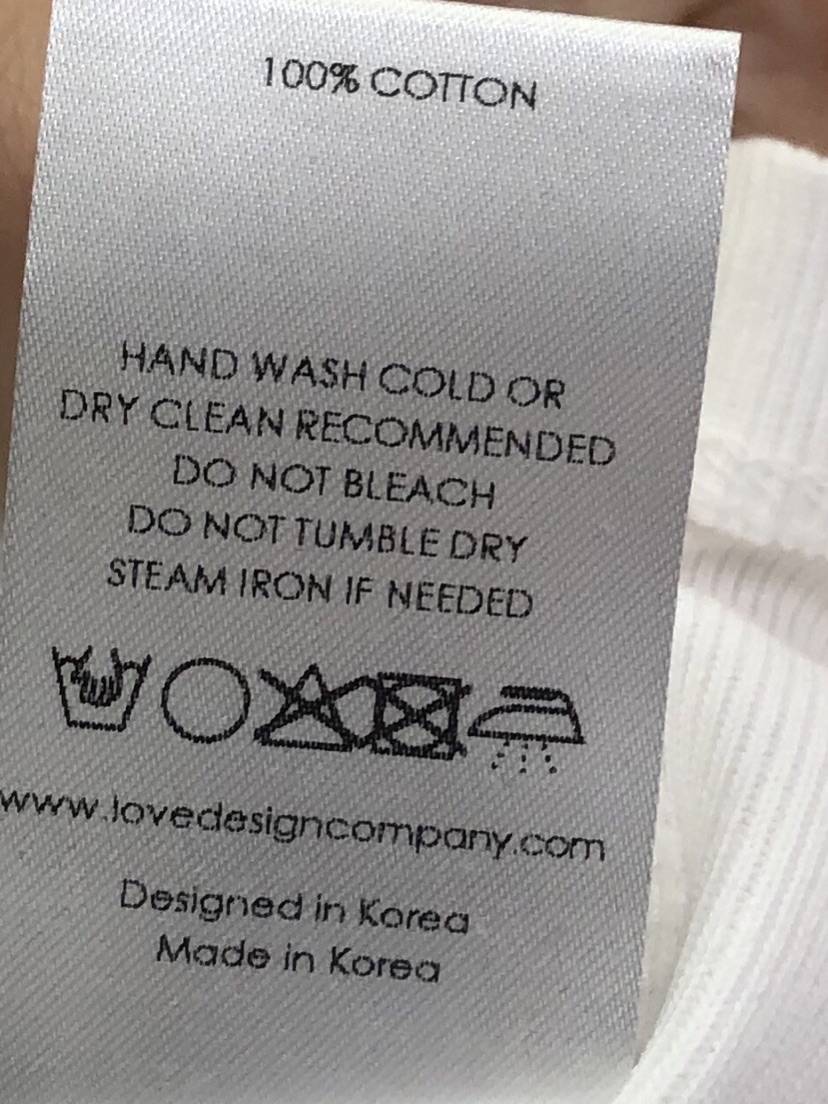 100% COTTON
HAND WASH COLD OR
DRY CLEAN RECOMMENDED
DO NOT BLEACH
DO NOT TUMBLE DRY
STEAM IRON IF NEEDED
www.lovedesigncompany.com
Designed in Korea
Made in Korea